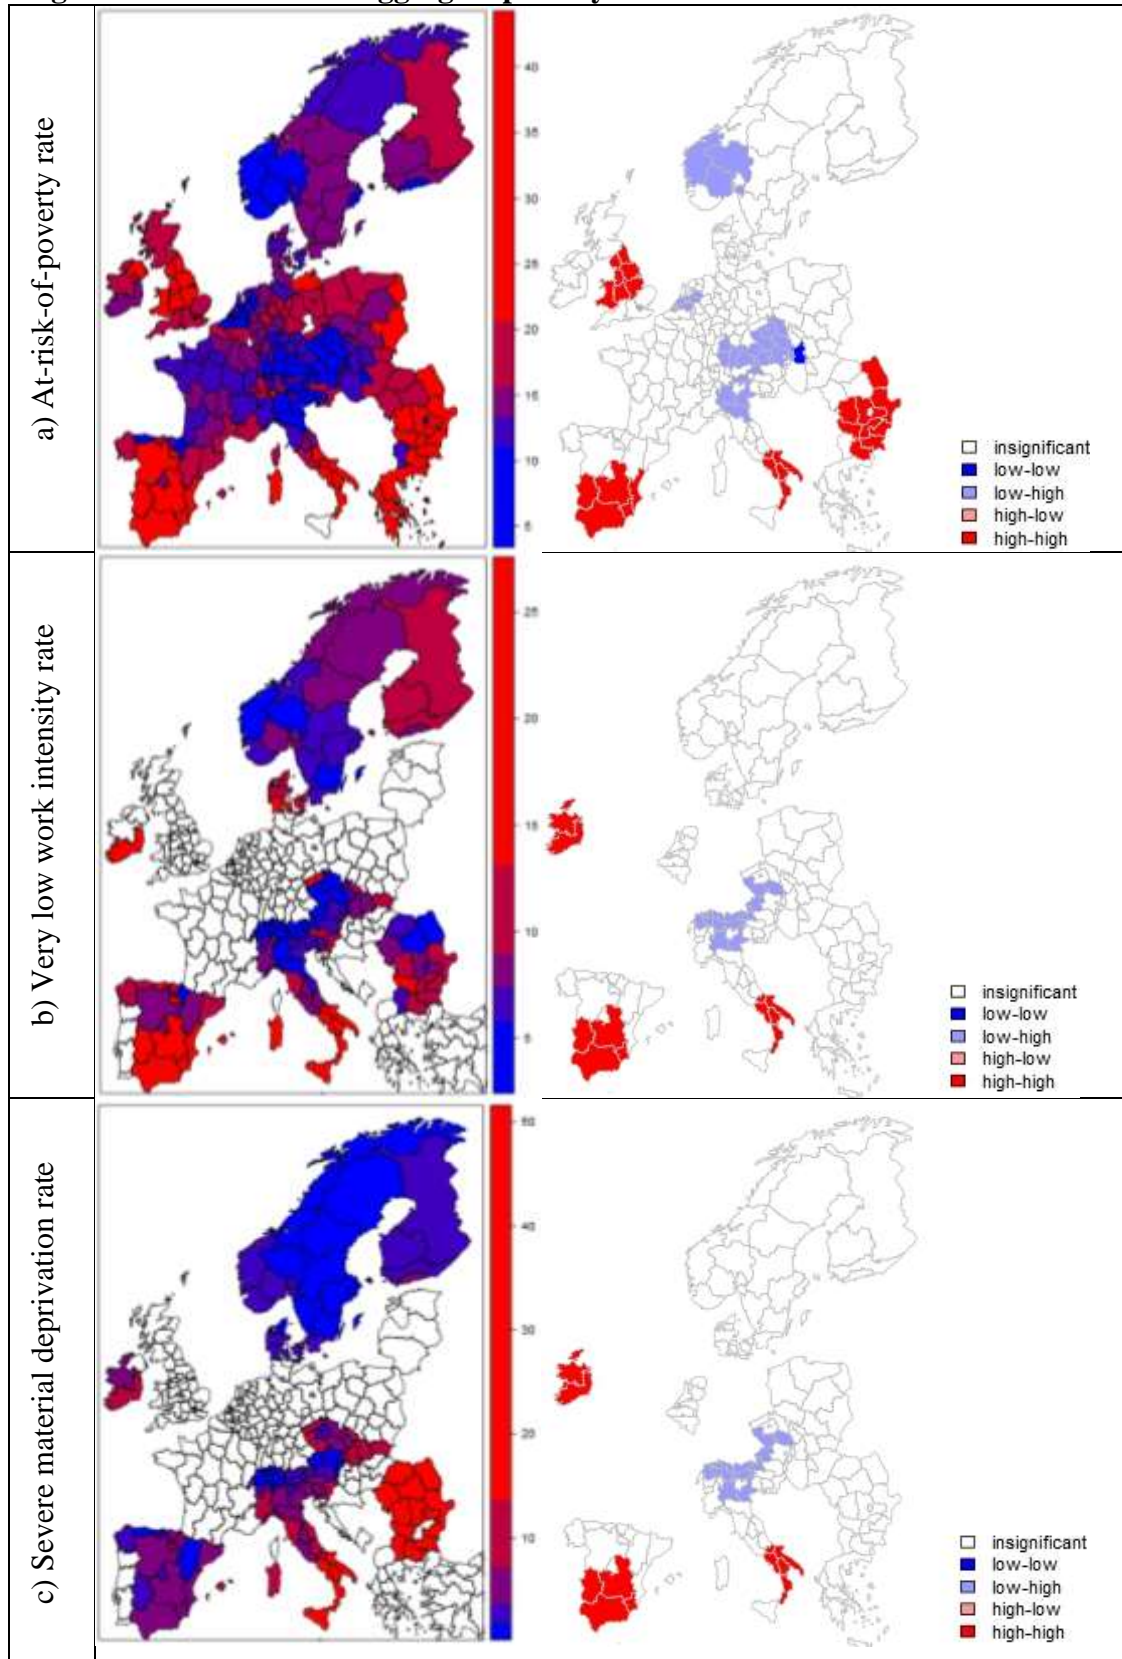 a) At-risk-of-poverty rate
40
35
30
25
20
15
10
5
insignificant
low-low
low-high
high-low
high-high
b) Very low work intensity rate
25
20
15
10
5
insignificant
low-low
low-high
high-low
high-high
c) Severe material deprivation rate
50
40
30
20
10
insignificant
low-low
low-high
high-low
high-high